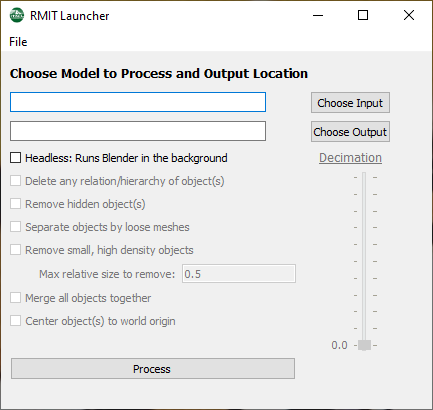 RMIT Launcher
File
Choose Model to Process and Output Location
Choose Input
Choose Output
Headless: Runs Blender in the background
Decimation
Delete any relation/hierarchy of object(s)
Remove hidden object(s)
Separate objects by loose meshes
Remove small, high density objects
Max relative size to remove: 0.5
Merge all objects together
Center object(s) to world origin
0.0
Process